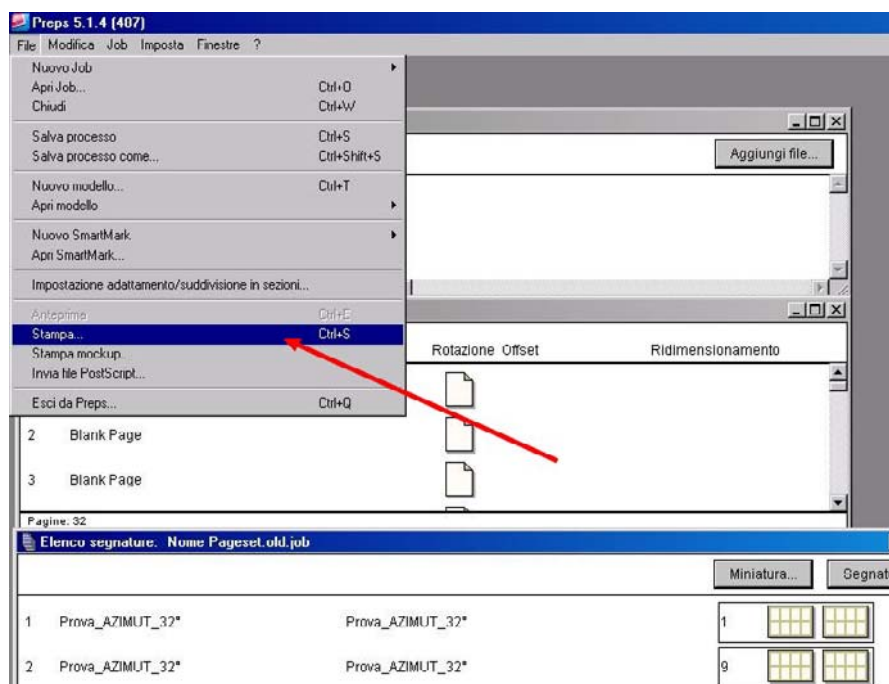 Preps 5.1.4 (407)
File Modifica Job Imposta Finestre ?
Nuovo Job
Apri Job... Ctrl+O
Chiudi Ctrl+W
Salva processo Ctrl+S
Salva processo come... Ctrl+Shift+S
Nuovo modello... Ctrl+T
Apri modello
Nuovo SmartMark
Apri SmartMark...
Impostazione adattamento/suddivisione in sezioni...
Anteprima Ctrl+E
Stampa... Ctrl+S
Stampa mockup...
Invia file PostScript...
Esci da Preps... Ctrl+Q
Aggiungi file...
Rotazione Offset Ridimensionamento
2 Blank Page
3 Blank Page
Pagine: 32
Elenco segnature: Nome Pageset.old.job
Miniatura... Segnat
1 Prova_AZIMUT_32° Prova_AZIMUT_32° 1
2 Prova_AZIMUT_32° Prova_AZIMUT_32° 9